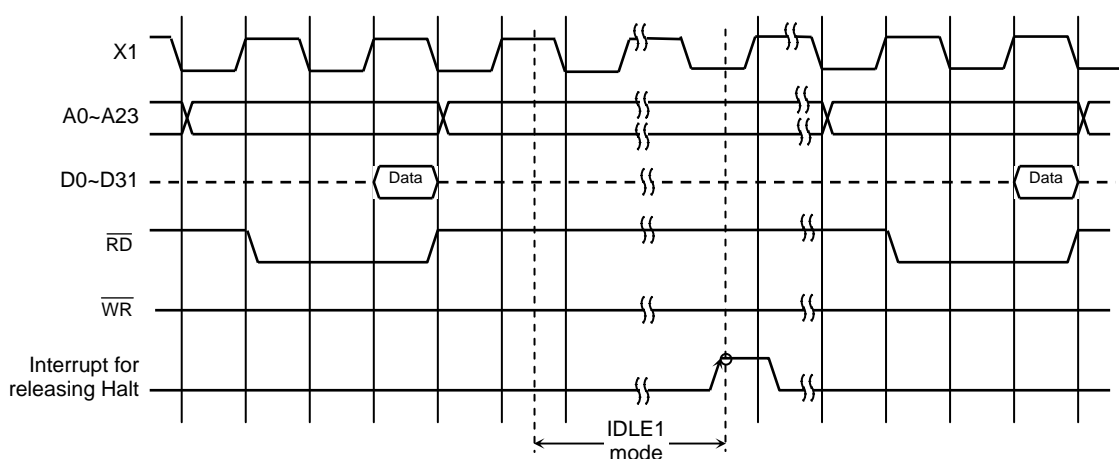 X1
A0~A23
D0~D31
Data
Data
RD
WR
Interrupt for
releasing Halt
IDLE1
mode